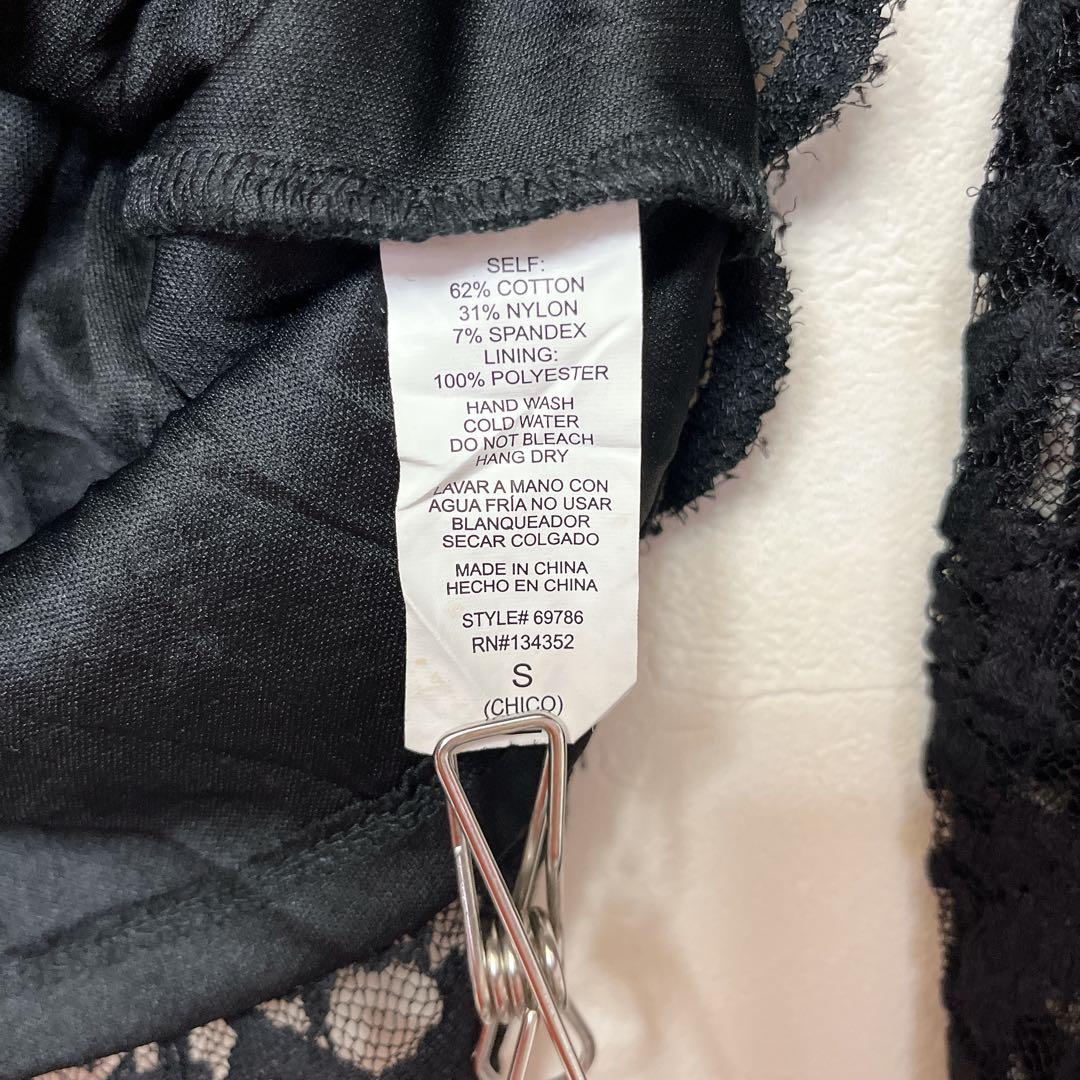 SELF:
62% COTTON
31% NYLON
7% SPANDEX
LINING:
100% POLYESTER
HAND WASH
COLD WATER
DO NOT BLEACH
HANG DRY
LAVAR A MANO CON
AGUA FRÍA NO USAR
BLANQUEADOR
SECAR COLGADO
MADE IN CHINA
HECHO EN CHINA
STYLE# 69786
RN#134352
S
(CHICO)